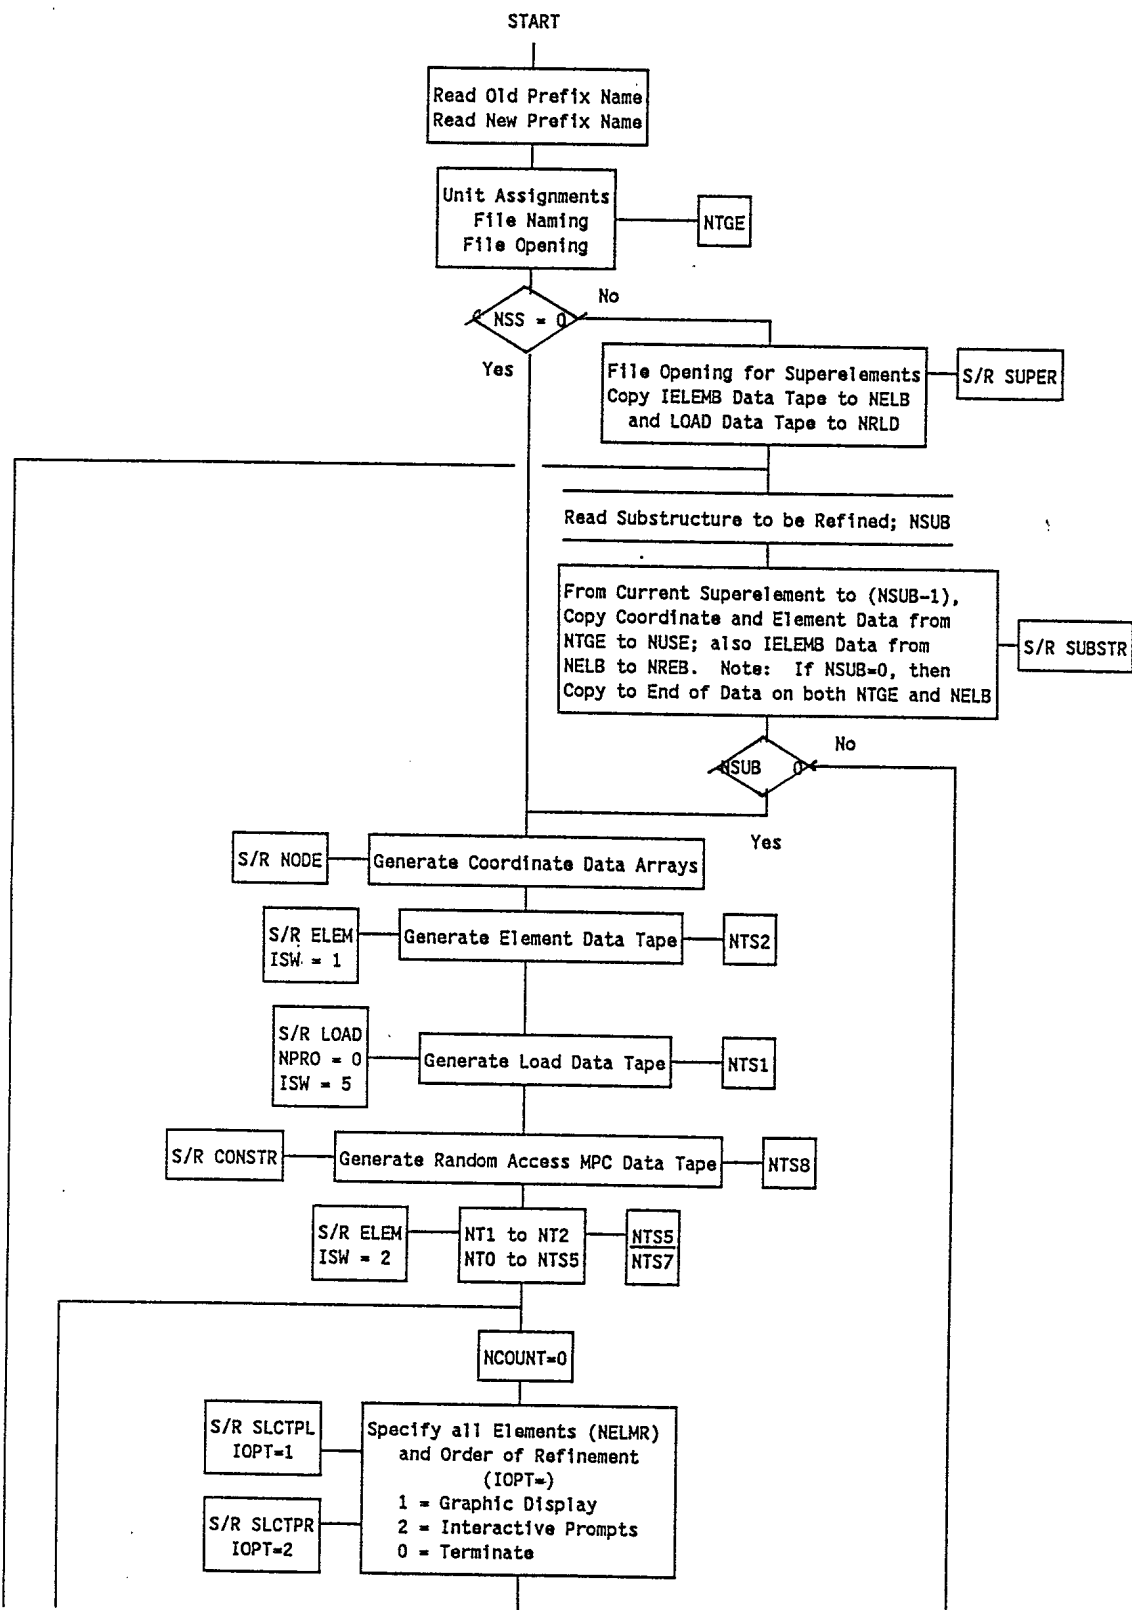 START
Read Old Prefix Name
Read New Prefix Name
Unit Assignments
File Naming
File Opening
NTGE
NSS = 0
No
Yes
File Opening for Superelements
Copy IELEMB Data Tape to NELB
and LOAD Data Tape to NRLD
S/R SUPER
Read Substructure to be Refined; NSUB
From Current Superelement to (NSUB-1),
Copy Coordinate and Element Data from
NTGE to NUSE; also IELEMB Data from
NELB to NREB. Note: If NSUB=0, then
Copy to End of Data on both NTGE and NELB
S/R SUBSTR
NSUB 0
No
Yes
S/R NODE
Generate Coordinate Data Arrays
S/R ELEM
ISW = 1
Generate Element Data Tape
NTS2
S/R LOAD
NPRO = 0
ISW = 5
Generate Load Data Tape
NTS1
S/R CONSTR
Generate Random Access MPC Data Tape
NTS8
S/R ELEM
ISW = 2
NT1 to NT2
NTO to NTS5
NTS5
NTS7
NCOUNT=0
S/R SLCTPL
IOPT=1
S/R SLCTPR
IOPT=2
Specify all Elements (NELMR)
and Order of Refinement
(IOPT=)
1 = Graphic Display
2 = Interactive Prompts
0 = Terminate